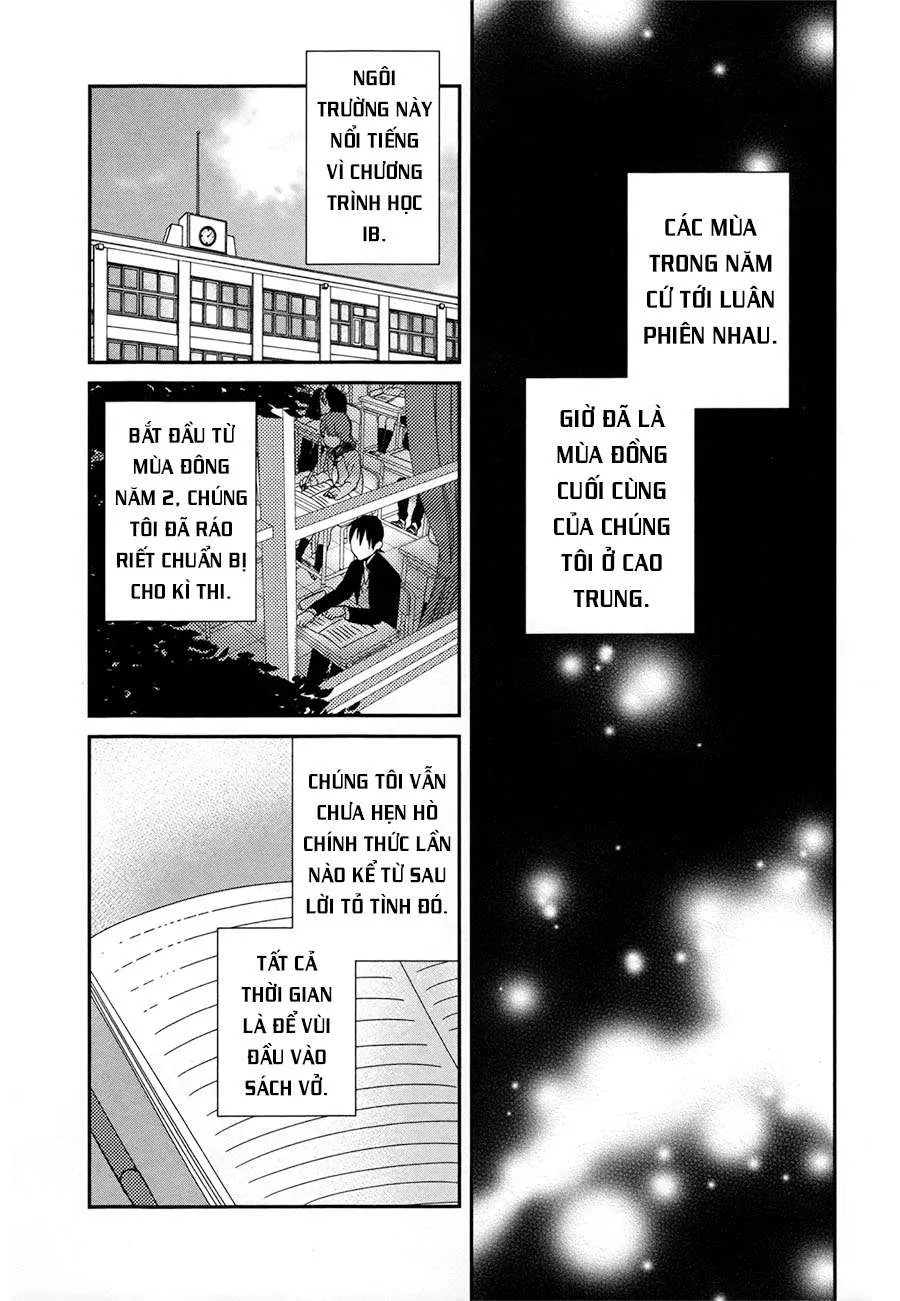 CÁC MÙA
TRONG NĂM
CỨ TỚI LUÂN
PHIÊN NHAU.
GIỜ ĐÃ LÀ
MÙA ĐỒNG
CUỐI CÙNG
CỦA CHÚNG
TÔI Ở CAO
TRUNG.
NGÔI
TRƯỜNG NÀY
NỔI TIẾNG
VÌ CHƯƠNG
TRÌNH HỌC
IB.
BẮT ĐẦU TỪ
MÙA ĐÔNG
NĂM 2, CHÚNG
TÔI ĐÃ RÁO
RIẾT CHUẨN BỊ
CHO KÌ THI.
CHÚNG TÔI VẪN
CHƯA HẸN HÒ
CHÍNH THỨC LẦN
NÀO KỂ TỪ SAU
LỜI TỎ TÌNH ĐÓ.
TẤT CẢ
THỜI GIAN
LÀ ĐỂ VÙI
ĐẦU VÀO
SÁCH VỞ.